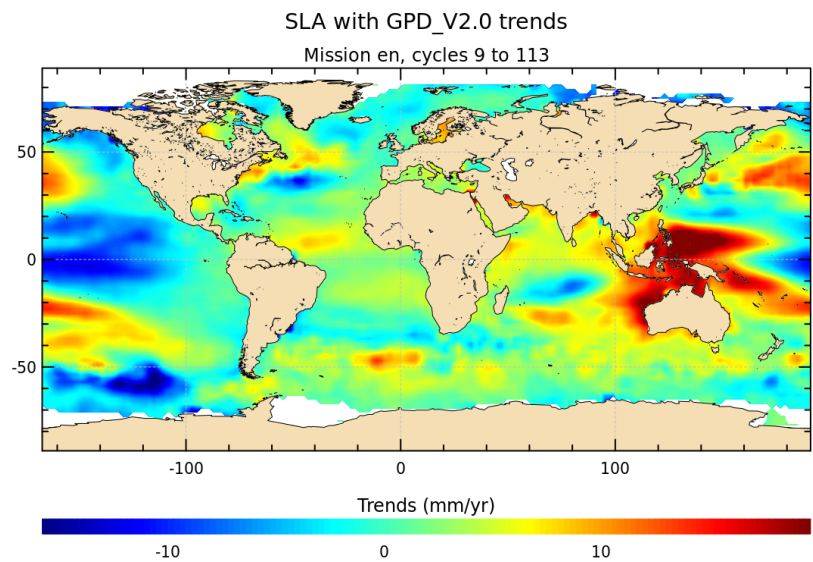 SLA with GPD_V2.0 trends
Mission en, cycles 9 to 113
50
0
-50
-100 0 100
Trends (mm/yr)
-10 0 10